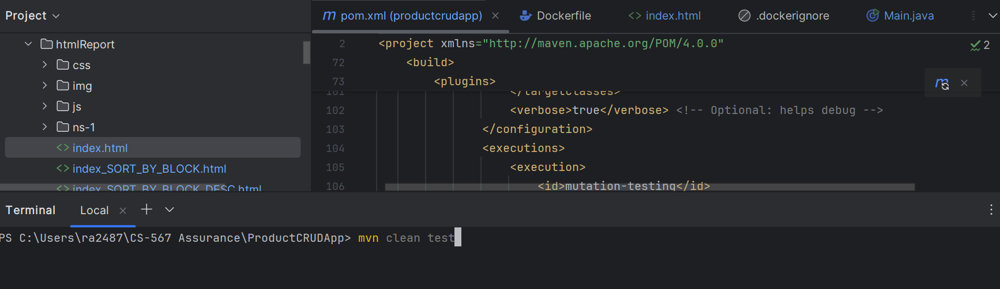 Project
pom.xml (productcrudapp)
Dockerfile
index.html
.dockerignore
Main.java
htmlReport
css
img
js
ns-1
index.html
index_SORT_BY_BLOCK.html
index_SORT_BY_BLOCK_DESC.html
2 <project xmlns="http://maven.apache.org/POM/4.0.0"
2
72 <build>
73 <plugins>
101 </targetClasses>
102 <verbose>true</verbose> <!-- Optional: helps debug -->
103 </configuration>
104 <executions>
105 <execution>
106 <id>mutation-testing</id>
Terminal Local
PS C:\Users\ra2487\CS-567 Assurance\ProductCRUDApp> mvn clean test